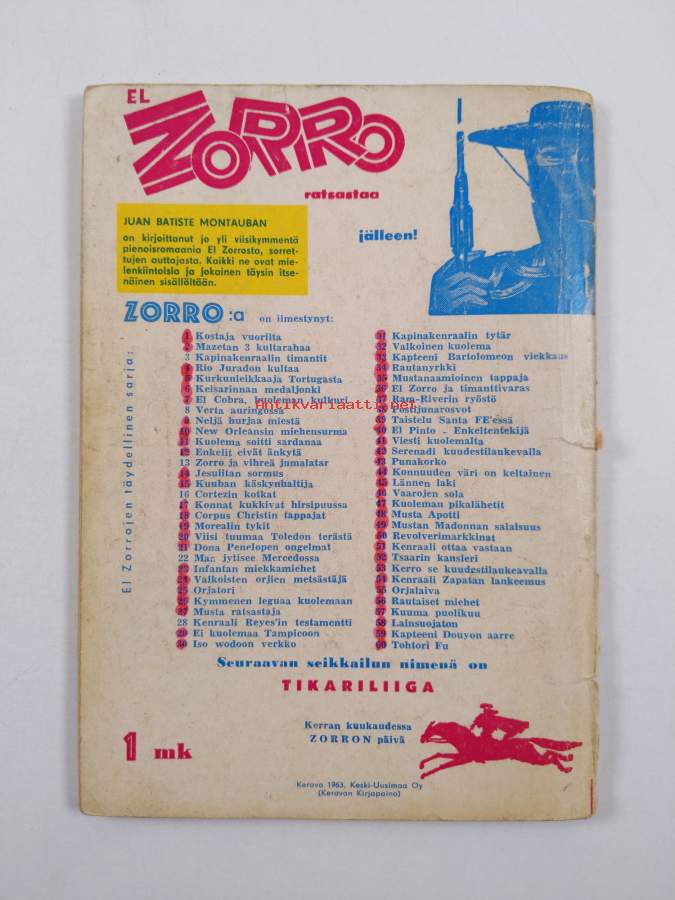 EL
ZORRO
ratsastaa
jälleen!
JUAN BATISTE MONTAUBAN
on kirjoittanut jo yli viisikymmentä
pienoisromaania El Zorrosta, sorret-
tujen auttajasta. Kaikki ne ovat mie-
lenkiintoisia ja jokainen täysin itse-
näinen sisällöltään.
ZORRO:a on ilmestynyt:
El Zorrojen täydellinen sarja:
1 Kostaja vuorilta
2 Mazetan 3 kultarahaa
3 Kapinakenraalin timantit
4 Rio Juradon kultaa
5 Kurkunleikkaaja Tortugasta
6 Keisarinnan medaljonki
7 El Cobra, kuoleman kulkuri
8 Verta auringossa
9 Neljä hurjaa miestä
10 New Orleansin miehensurma
11 Kuolema soitti sardanaa
12 Enkelit eivät änkytä
13 Zorro ja vihreä jumalatar
14 Jesuiitan sormus
15 Kuuban käskynhaltija
16 Cortezin kotkat
17 Konnat kukkivat hirsipuussa
18 Corpus Christin tappajat
19 Morealin tykit
20 Viisi tuumaa Toledon terästä
21 Dona Penelopen ongelmat
22 Maa jytisee Mercedossa
23 Infantan miekkamiehet
24 Valkoisten orjien metsästäjä
25 Orjatori
26 Kymmenen leguaa kuolemaan
27 Musta ratsastaja
28 Kenraali Reyes'in testamentti
29 Ei kuolemaa Tampicoon
30 Iso wodoon verkko
31 Kapinakenraalin tytär
32 Valkoinen kuolema
33 Kapteeni Bartolomeon viekkaus
34 Rautanyrkki
35 Mustanaamioinen tappaja
36 El Zorro ja timanttivaras
37 Ram-Riverin ryöstö
38 Postijunarosvot
39 Taistelu Santa FE'essä
40 El Pinto - Enkeltentekijä
41 Viesti kuolemalta
42 Serenadi kuudestilaukevalla
43 Punakorko
44 Konnuuden väri on keltainen
45 Lännen laki
46 Vaarojen sola
47 Kuoleman pikalähetit
48 Musta Apotti
49 Mustan Madonnan salaisuus
50 Revolverimarkkinat
51 Kenraali ottaa vastaan
52 Tsaarin kansleri
53 Kerro se kuudestilaukeavalla
54 Kenraali Zapatan lankeemus
55 Orjalaiva
56 Rautaiset miehet
57 Kuuma puolikuu
58 Lainsuojaton
59 Kapteeni Douyon aarre
60 Tohtori Fu
antikvariaatti.net
Seuraavan seikkailun nimenä on
TIKARILIIGA
Kerran kuukaudessa
ZORRON päivä
1 mk
Kerava 1963. Keski-Uusimaa Oy
(Keravan Kirjapaino)